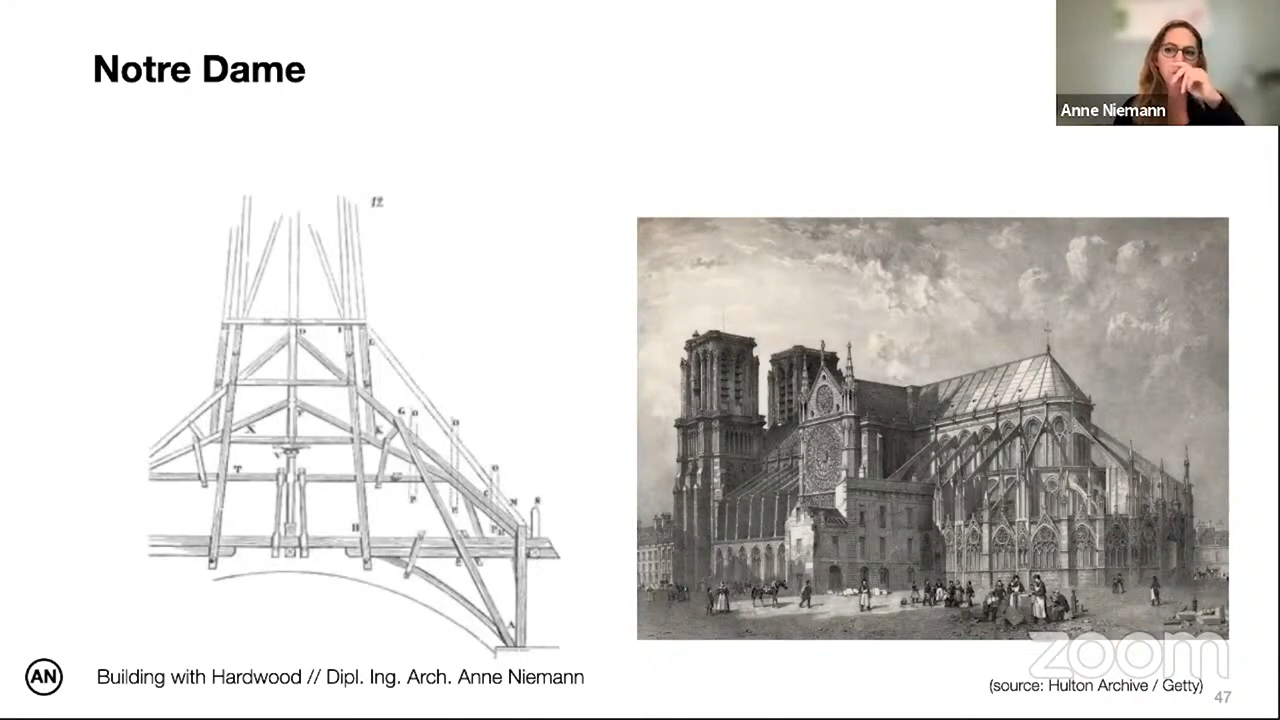 Notre Dame
Anne Niemann
12
AN
Building with Hardwood // Dipl. Ing. Arch. Anne Niemann
zoom
(source: Hulton Archive / Getty)
47